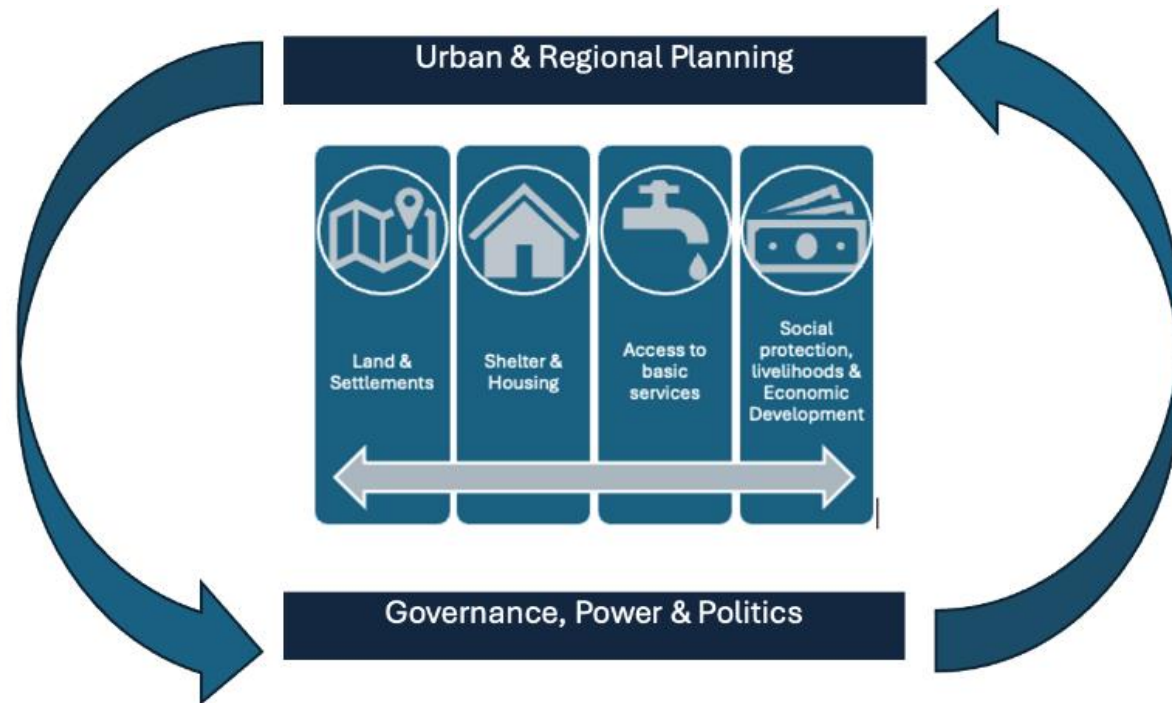 Urban & Regional Planning
Land &
Settlements
Shelter &
Housing
Access to
basic
services
Social
protection,
livelihoods &
Economic
Development
Governance, Power & Politics